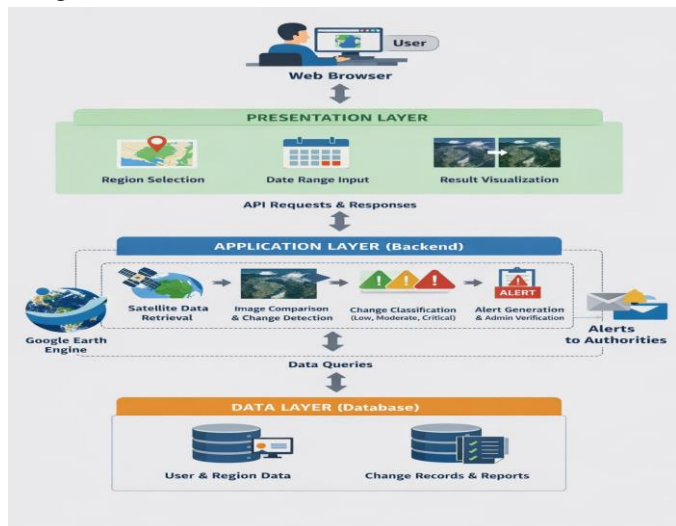 User
Web Browser
PRESENTATION LAYER
Region Selection
Date Range Input
Result Visualization
API Requests & Responses
APPLICATION LAYER (Backend)
Google Earth
Engine
Satellite Data
Retrieval
Image Comparison
& Change Detection
Change Classification
(Low, Moderate, Critical)
ALERT
Alert Generation
& Admin Verification
Alerts
to Authorities
Data Queries
DATA LAYER (Database)
User & Region Data
Change Records & Reports